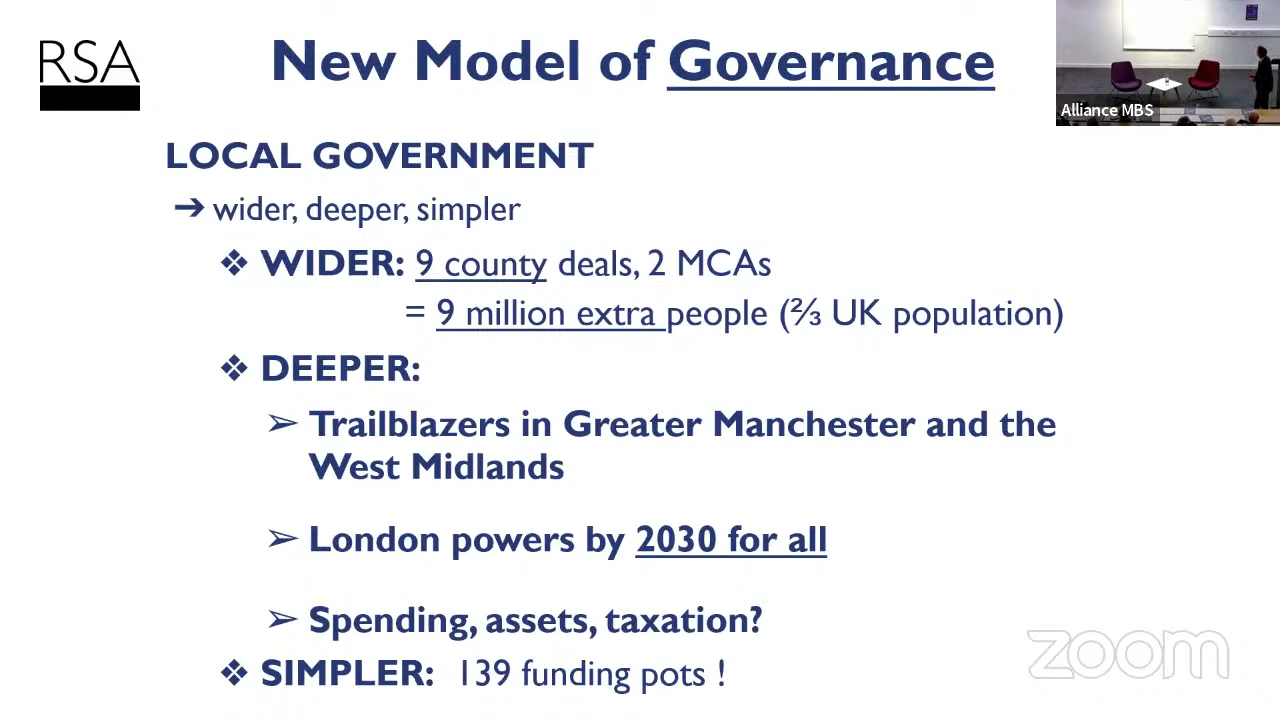 RSA
New Model of Governance
Alliance MBS
LOCAL GOVERNMENT
➔ wider, deeper, simpler
❖ WIDER: 9 county deals, 2 MCAs
= 9 million extra people (⅔ UK population)
❖ DEEPER:
➢ Trailblazers in Greater Manchester and the
West Midlands
➢ London powers by 2030 for all
➢ Spending, assets, taxation?
❖ SIMPLER: 139 funding pots !
zoom